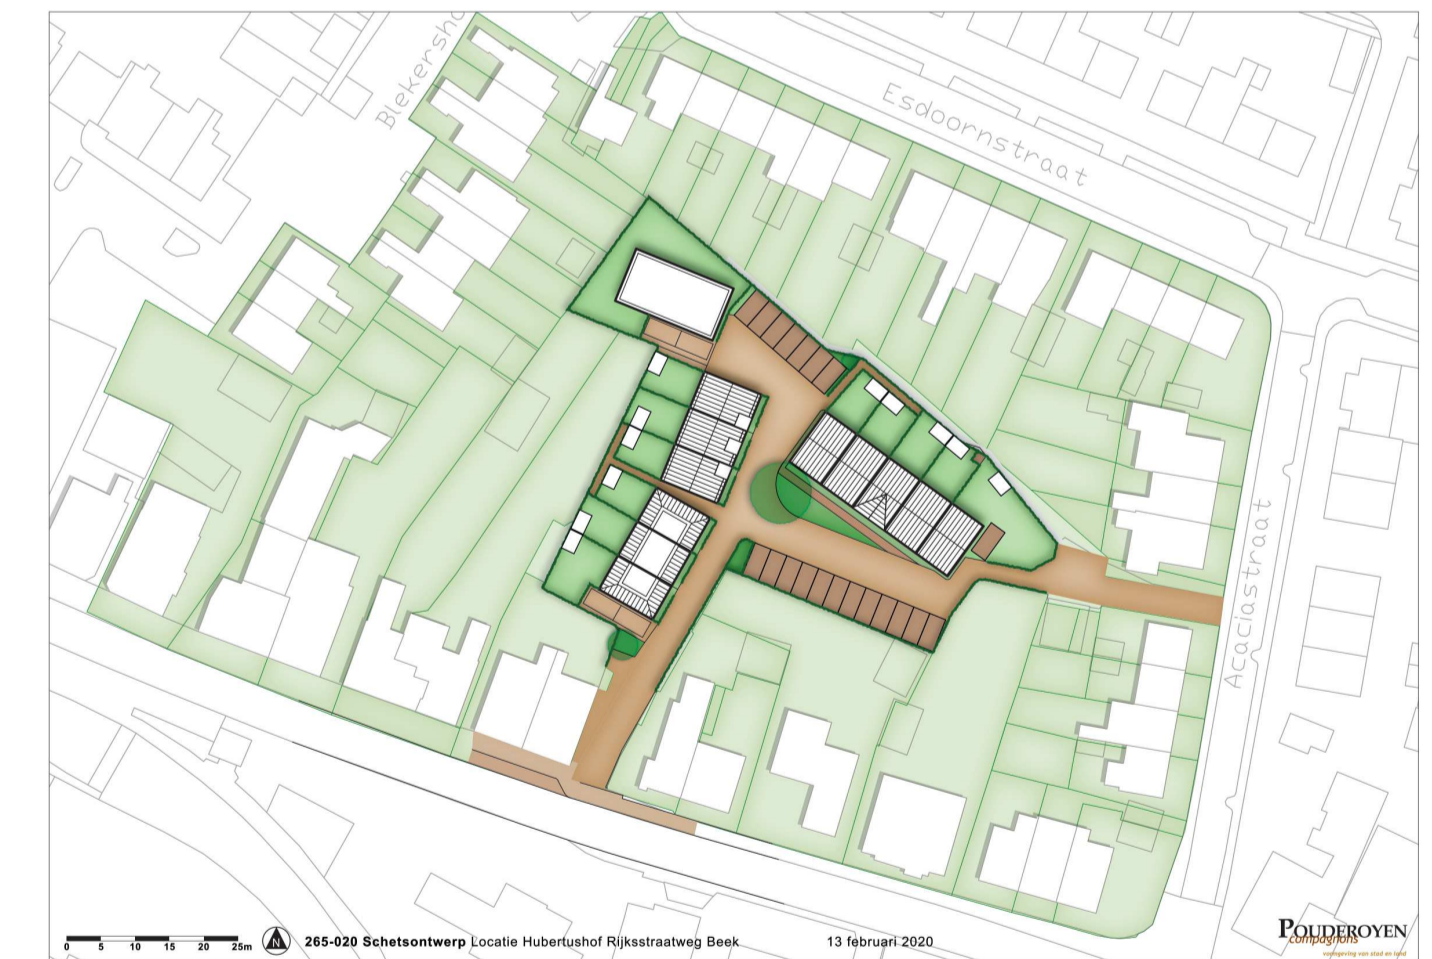 Blekersho
Esdoornstraat
Acaciastraat
0 5 10 15 20 25m
N
265-020 Schetsontwerp Locatie Hubertushof Rijksstraatweg Beek
13 februari 2020
POUDEROYEN
compagnons
vormgeving van stad en land